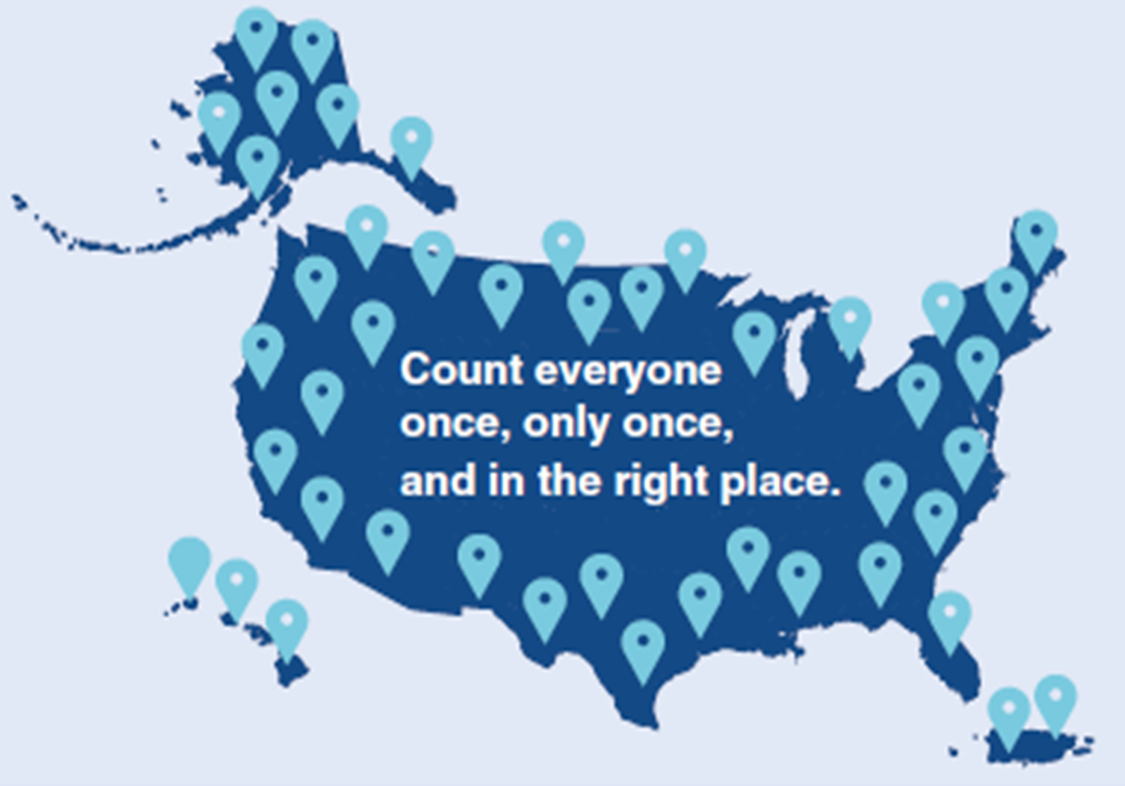 Count everyone
once, only once,
and in the right place.